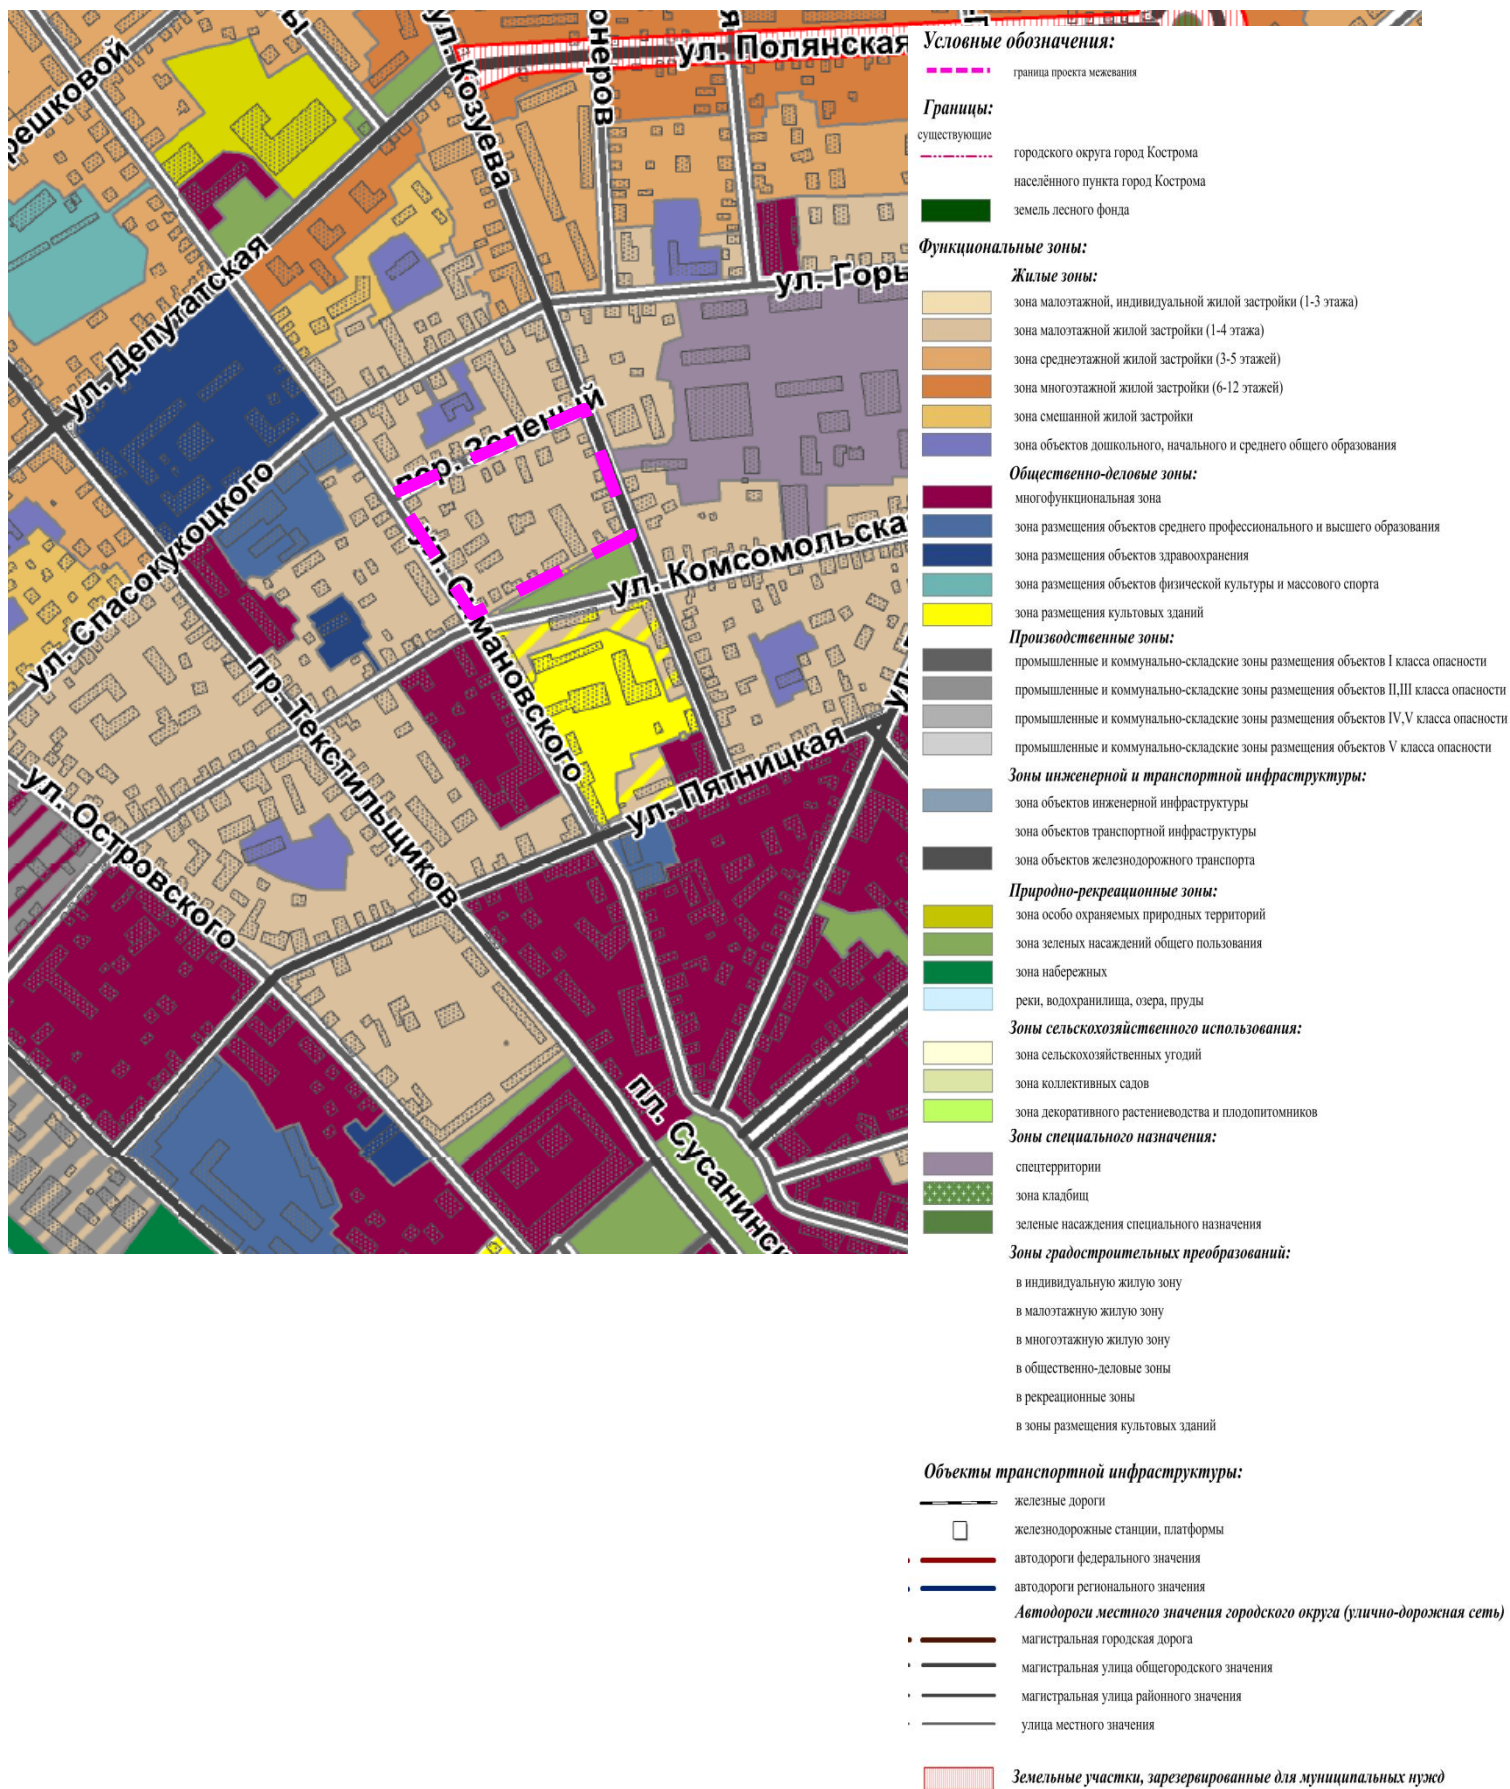 ул. Козуева
ул. Полянская
ул. Депутатская
ул. Горь
пер. Зеленый
ул. Спасокукоцкого
ул. Комсомольска
пр. Текстильщиков
ул. Островского
ул. Пятницкая
пл. Сусанинск
Условные обозначения:
граница проекта межевания
Границы:
существующие
городского округа город Кострома
населённого пункта город Кострома
земель лесного фонда
Функциональные зоны:
Жилые зоны:
зона малоэтажной, индивидуальной жилой застройки (1-3 этажа)
зона малоэтажной жилой застройки (1-4 этажа)
зона среднеэтажной жилой застройки (3-5 этажей)
зона многоэтажной жилой застройки (6-12 этажей)
зона смешанной жилой застройки
зона объектов дошкольного, начального и среднего общего образования
Общественно-деловые зоны:
многофункциональная зона
зона размещения объектов среднего профессионального и высшего образования
зона размещения объектов здравоохранения
зона размещения объектов физической культуры и массового спорта
зона размещения культовых зданий
Производственные зоны:
промышленные и коммунально-складские зоны размещения объектов I класса опасности
промышленные и коммунально-складские зоны размещения объектов II,III класса опасности
промышленные и коммунально-складские зоны размещения объектов IV,V класса опасности
промышленные и коммунально-складские зоны размещения объектов V класса опасности
Зоны инженерной и транспортной инфраструктуры:
зона объектов инженерной инфраструктуры
зона объектов транспортной инфраструктуры
зона объектов железнодорожного транспорта
Природно-рекреационные зоны:
зона особо охраняемых природных территорий
зона зеленых насаждений общего пользования
зона набережных
реки, водохранилища, озера, пруды
Зоны сельскохозяйственного использования:
зона сельскохозяйственных угодий
зона коллективных садов
зона декоративного растениеводства и плодопитомников
Зоны специального назначения:
спецтерритории
зона кладбищ
зеленые насаждения специального назначения
Зоны градостроительных преобразований:
в индивидуальную жилую зону
в малоэтажную жилую зону
в многоэтажную жилую зону
в общественно-деловые зоны
в рекреационные зоны
в зоны размещения культовых зданий
Объекты транспортной инфраструктуры:
железные дороги
железнодорожные станции, платформы
автодороги федерального значения
автодороги регионального значения
Автодороги местного значения городского округа (улично-дорожная сеть)
магистральная городская дорога
магистральная улица общегородского значения
магистральная улица районного значения
улица местного значения
Земельные участки, зарезервированные для муниципальных нужд